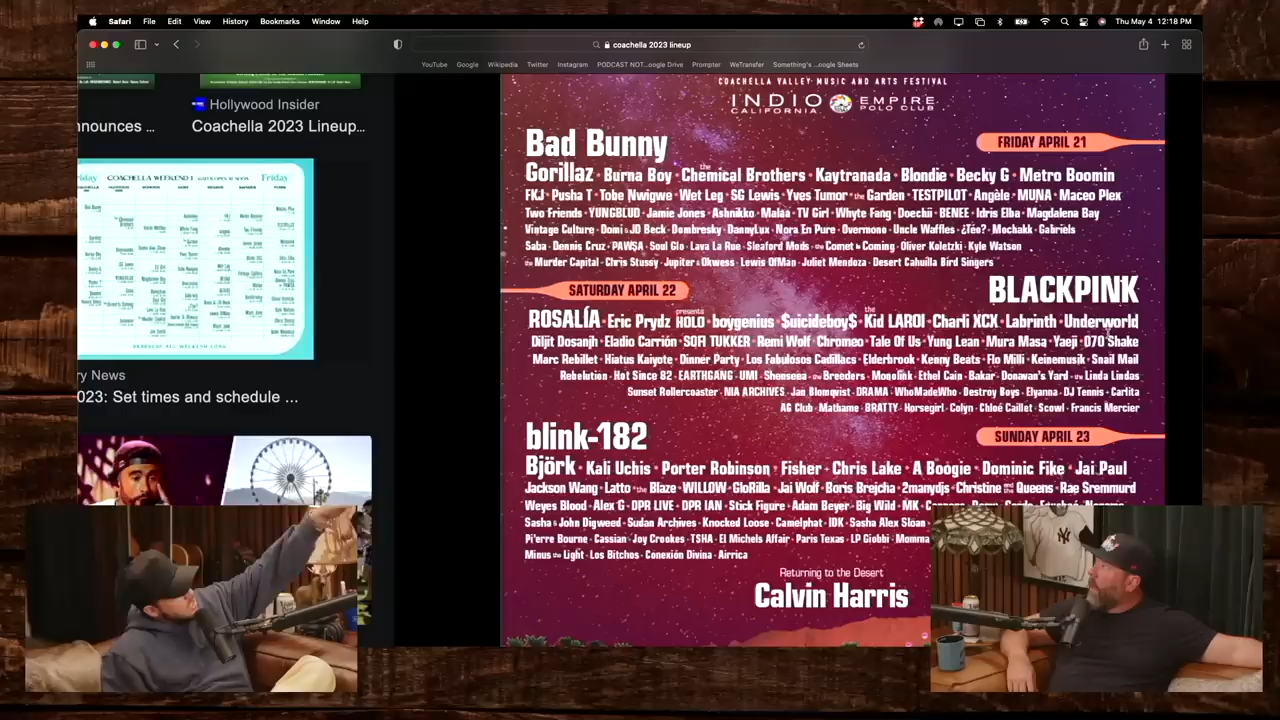 Safari File Edit View History Bookmarks Window Help
Thu May 4 12:18 PM
coachella 2023 lineup
YouTube Google Wikipedia Twitter Instagram PODCAST NOT...oogle Drive Prompter WeTransfer Something's ...oogle Sheets
Hollywood Insider
nnounces ...
Coachella 2023 Lineup...
COACHELLA WEEKEND 1
Friday
ry News
023: Set times and schedule ...
COACHELLA VALLEY MUSIC AND ARTS FESTIVAL
INDIO CALIFORNIA EMPIRE POLO CLUB
Bad Bunny
FRIDAY APRIL 21
Gorillaz · Burna Boy · the Chemical Brothers · Kaytranada · Blondie · Becky G · Metro Boomin
FKJ · Pusha T · Tobe Nwigwe · Wet Leg · SG Lewis · Yves Tumor · the Garden · TESTPILOT · Angèle · MUNA · Maceo Plex
Two Friends · YUNGBLUD · Jamie Jones · Ashnikko · Malaa · TV Girl · Whyte Fang · Doechii · BENEE · Idris Elba · Magdalena Bay
Vintage Culture · Domi & JD Beck · Dombresky · DannyLux · Nora En Pure · Overmono · Uncle Waffles · ¿Téo? · Mochakk · Gabriels
Saba · Dennis Cruz · PAWSA · Soul Glo · Lava La Rue · Sleaford Mods · the Comet is Coming · Oliver Koletzki · Kyle Watson
the Murder Capital · Chris Stussy · Jupiter & Okwess · Lewis OfMan · Juliet Mendoza · Desert Cahuilla Bird Singers
SATURDAY APRIL 22
BLACKPINK
ROSALÍA · Eric Prydz presents HOLO · boygenius · $uicideboy$ · the Kid LAROI · Charli XCX · Labrinth · Underworld
Diljit Dosanjh · Eladio Carrión · SOFI TUKKER · Remi Wolf · Chromeo · Tale Of Us · Yung Lean · Mura Masa · Yaeji · 070 Shake
Marc Rebillet · Hiatus Kaiyote · Dinner Party · Los Fabulosos Cadillacs · Elderbrook · Kenny Beats · Flo Milli · Keinemusik · Snail Mail
Rebelution · Hot Since 82 · EARTHGANG · UMI · Shenseea · the Breeders · Monolink · Ethel Cain · Bakar · Donavan's Yard · the Linda Lindas
Sunset Rollercoaster · NIA ARCHIVES · Jan Blomqvist · DRAMA · WhoMadeWho · Destroy Boys · Elyanna · DJ Tennis · Carlita
AG Club · Mathame · BRATTY · Horsegirl · Colyn · Chloé Caillet · Scowl · Francis Mercier
blink-182
SUNDAY APRIL 23
Björk · Kali Uchis · Porter Robinson · Fisher · Chris Lake · A Boogie · Dominic Fike · Jai Paul
Jackson Wang · Latto · the Blaze · WILLOW · GloRilla · Jai Wolf · Boris Brejcha · 2manydjs · Christine and the Queens · Rae Sremmurd
Weyes Blood · Alex G · DPR LIVE · DPR IAN · Stick Figure · Adam Beyer · Big Wild · MK
Sasha & John Digweed · Sudan Archives · Knocked Loose · Camelphat · IDK · Sasha Alex Sloan
Pi'erre Bourne · Cassian · Joy Crookes · TSHA · El Michels Affair · Paris Texas · LP Giobbi · Momma
Minus the Light · Los Bitchos · Conexión Divina · Airrica
Returning to the Desert
Calvin Harris